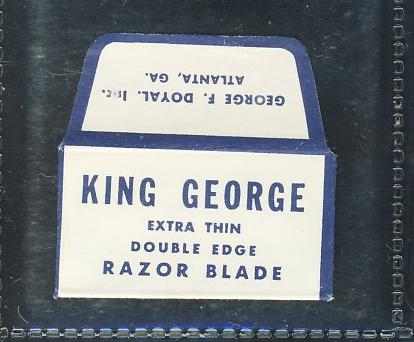 GEORGE F. DOYAL. Inc.
ATLANTA, GA.
KING GEORGE
EXTRA THIN
DOUBLE EDGE
RAZOR BLADE